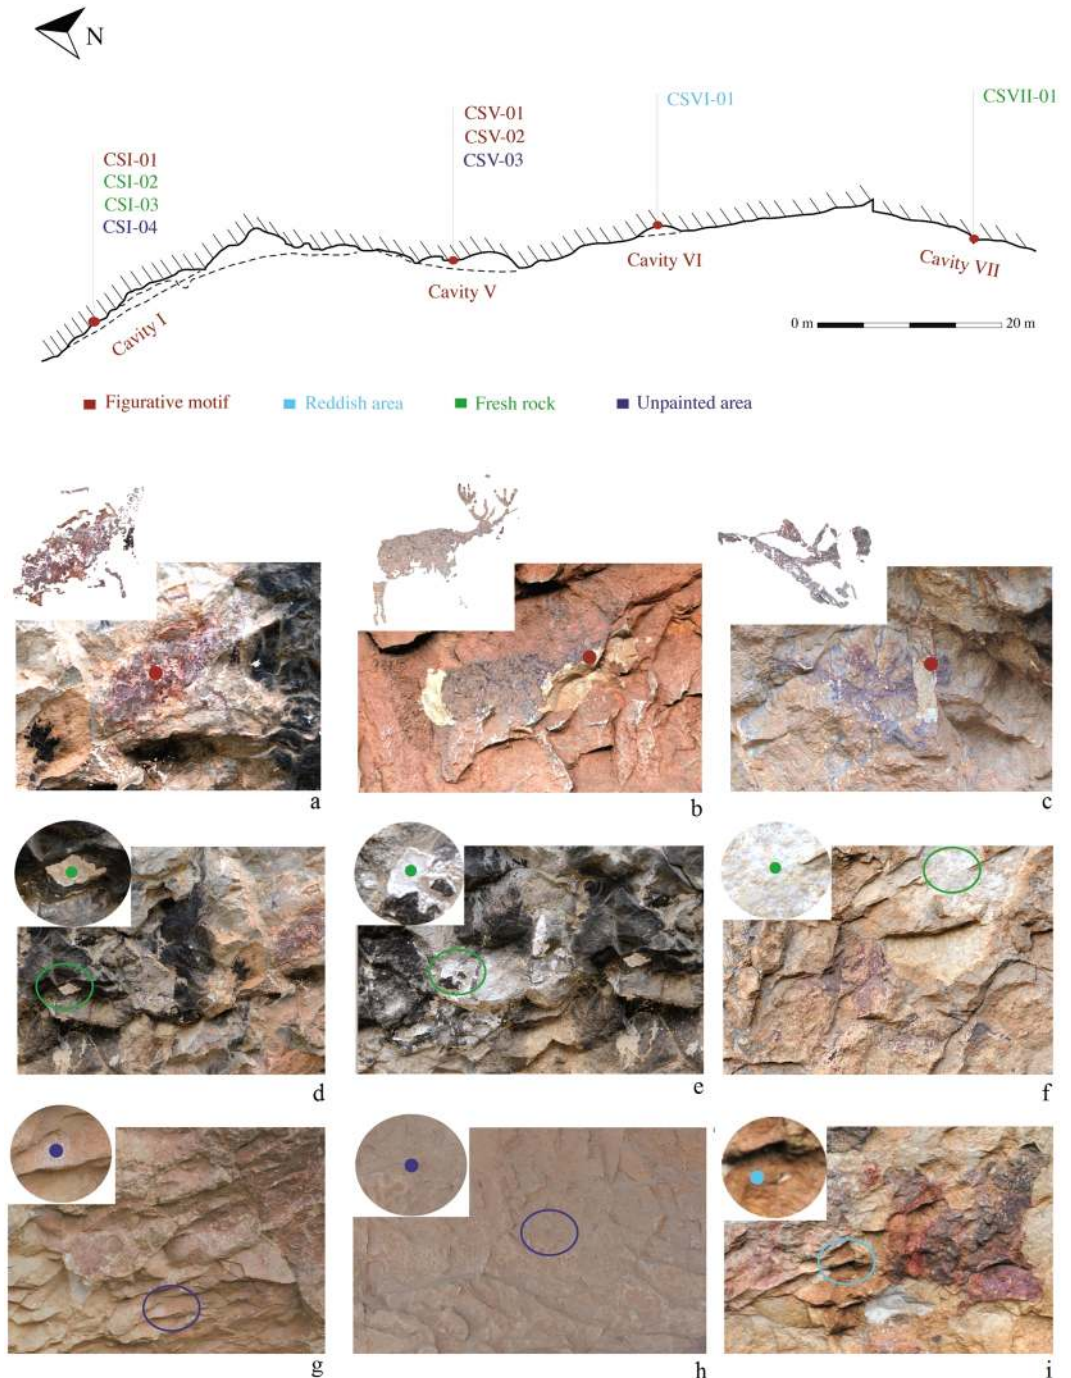 N
CSI-01
CSI-02
CSI-03
CSI-04
CSV-01
CSV-02
CSV-03
CSVI-01
CSVII-01
Cavity I
Cavity V
Cavity VI
Cavity VII
0 m 20 m
Figurative motif Reddish area Fresh rock Unpainted area
a b c
d e f
g h i